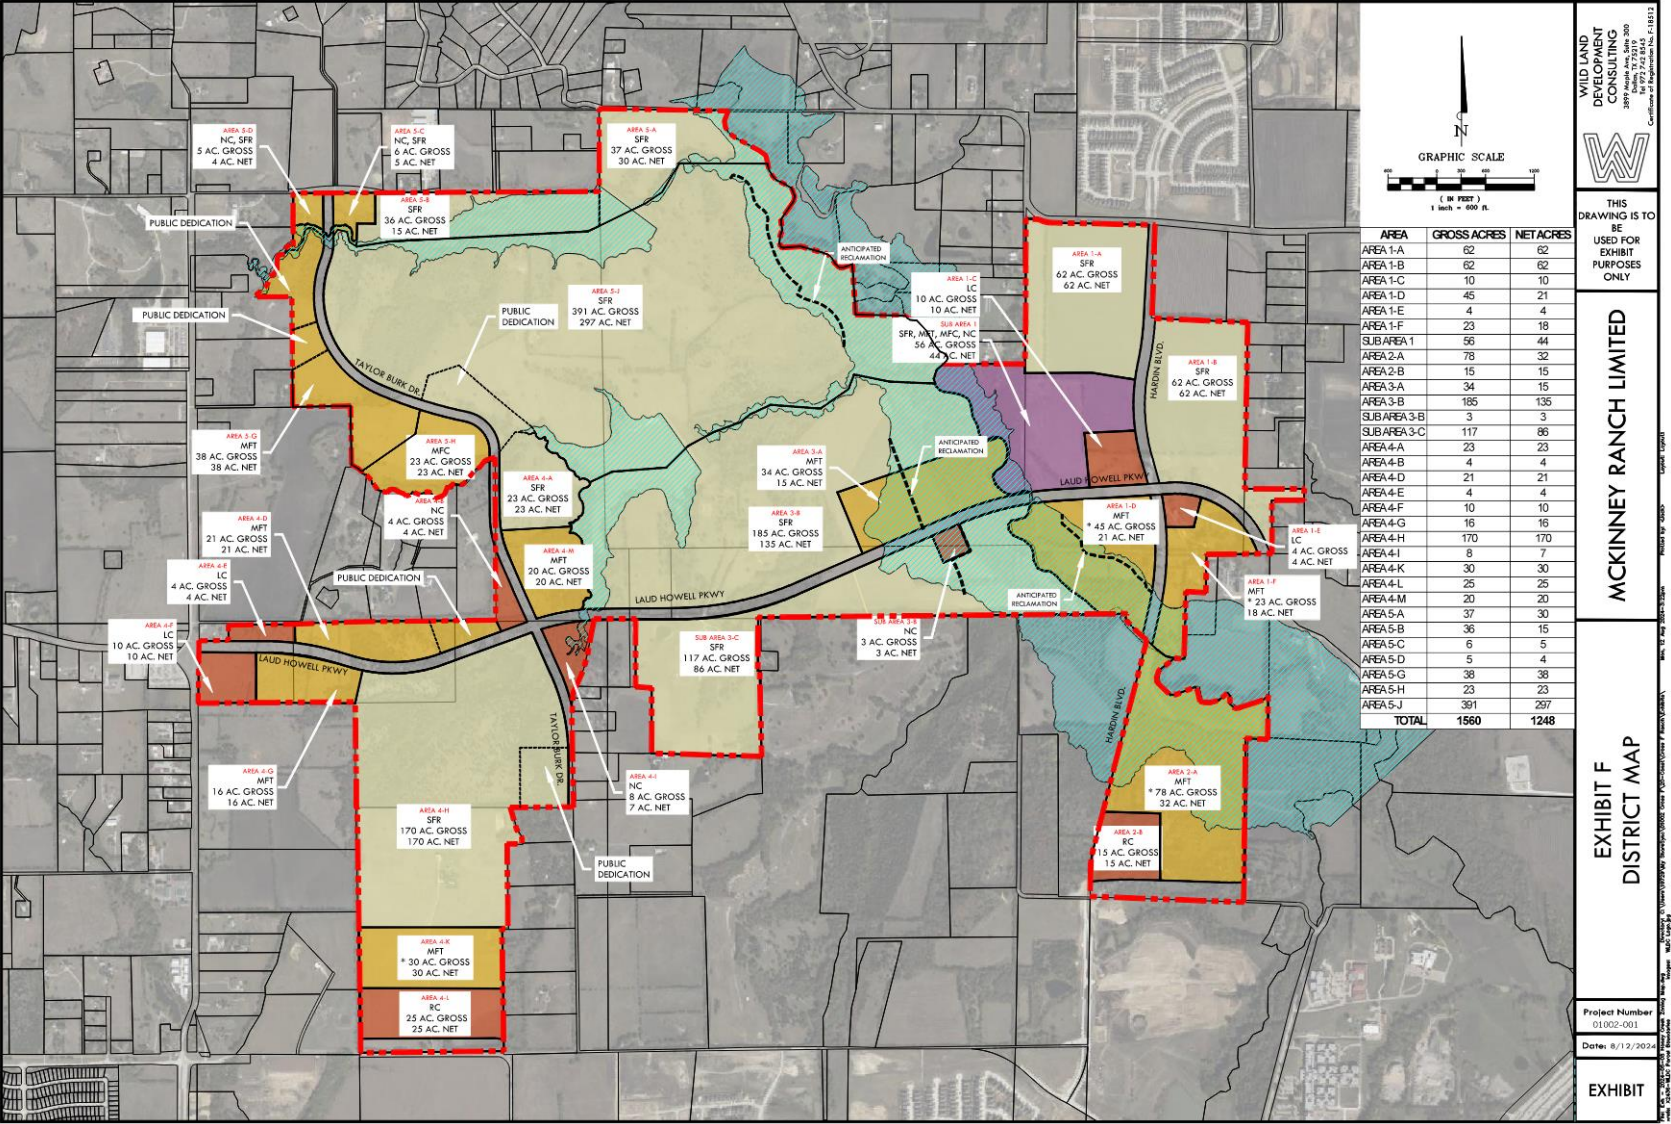 AREA 5-D
NC, SFR
5 AC. GROSS
4 AC. NET
AREA 5-C
NC, SFR
6 AC. GROSS
5 AC. NET
AREA 5-A
SFR
37 AC. GROSS
30 AC. NET
AREA 5-B
SFR
36 AC. GROSS
15 AC. NET
PUBLIC DEDICATION
PUBLIC DEDICATION
ANTICIPATED
RECLAMATION
AREA 5-J
SFR
391 AC. GROSS
297 AC. NET
PUBLIC
DEDICATION
AREA 1-A
SFR
62 AC. GROSS
62 AC. NET
AREA 1-C
LC
10 AC. GROSS
10 AC. NET
SUB AREA 1
SFR, MFT, MFC, NC
56 AC. GROSS
44 AC. NET
HARDIN BLVD.
AREA 1-B
SFR
62 AC. GROSS
62 AC. NET
TAYLOR BURK DR.
AREA 5-G
MFT
38 AC. GROSS
38 AC. NET
AREA 5-H
MFC
23 AC. GROSS
23 AC. NET
ANTICIPATED
RECLAMATION
AREA 3-A
MFT
34 AC. GROSS
15 AC. NET
LAUD HOWELL PKWY
AREA 4-A
SFR
23 AC. GROSS
23 AC. NET
NC
4 AC. GROSS
4 AC. NET
AREA 3-B
SFR
185 AC. GROSS
135 AC. NET
AREA 1-D
MFT
* 45 AC. GROSS
21 AC. NET
AREA 1-E
LC
4 AC. GROSS
4 AC. NET
AREA 4-D
MFT
21 AC. GROSS
21 AC. NET
AREA 4-M
MFT
20 AC. GROSS
20 AC. NET
AREA 4-E
LC
4 AC. GROSS
4 AC. NET
PUBLIC DEDICATION
LAUD HOWELL PKWY
ANTICIPATED
RECLAMATION
AREA 1-F
MFT
* 23 AC. GROSS
18 AC. NET
AREA 4-F
LC
10 AC. GROSS
10 AC. NET
LAUD HOWELL PKWY
SUB AREA 3-C
SFR
117 AC. GROSS
86 AC. NET
SUB AREA 3-B
NC
3 AC. GROSS
3 AC. NET
HARDIN BLVD.
TAYLOR BURK DR.
AREA 4-G
MFT
16 AC. GROSS
16 AC. NET
AREA 4-I
NC
8 AC. GROSS
7 AC. NET
AREA 4-H
SFR
170 AC. GROSS
170 AC. NET
PUBLIC
DEDICATION
AREA 2-A
MFT
* 78 AC. GROSS
32 AC. NET
AREA 2-B
RC
15 AC. GROSS
15 AC. NET
AREA 4-K
MFT
* 30 AC. GROSS
30 AC. NET
AREA 4-L
RC
25 AC. GROSS
25 AC. NET
N
GRAPHIC SCALE
600 0 300 600 1200
( IN FEET )
1 inch = 600 ft.
AREA GROSS ACRES NET ACRES
AREA 1-A 62 62
AREA 1-B 62 62
AREA 1-C 10 10
AREA 1-D 45 21
AREA 1-E 4 4
AREA 1-F 23 18
SUB AREA 1 56 44
AREA 2-A 78 32
AREA 2-B 15 15
AREA 3-A 34 15
AREA 3-B 185 135
SUB AREA 3-B 3 3
SUB AREA 3-C 117 86
AREA 4-A 23 23
AREA 4-B 4 4
AREA 4-D 21 21
AREA 4-E 4 4
AREA 4-F 10 10
AREA 4-G 16 16
AREA 4-H 170 170
AREA 4-I 8 7
AREA 4-K 30 30
AREA 4-L 25 25
AREA 4-M 20 20
AREA 5-A 37 30
AREA 5-B 36 15
AREA 5-C 6 5
AREA 5-D 5 4
AREA 5-G 38 38
AREA 5-H 23 23
AREA 5-J 391 297
TOTAL 1560 1248
WILD LAND
DEVELOPMENT
CONSULTING
3899 Maple Ave, Suite 300
Dallas, TX 75219
Certificate of Registration No. F-18512
THIS
DRAWING IS TO
BE
USED FOR
EXHIBIT
PURPOSES
ONLY
MCKINNEY RANCH LIMITED
EXHIBIT F
DISTRICT MAP
Project Number
01002-001
Date: 8/12/2024
EXHIBIT